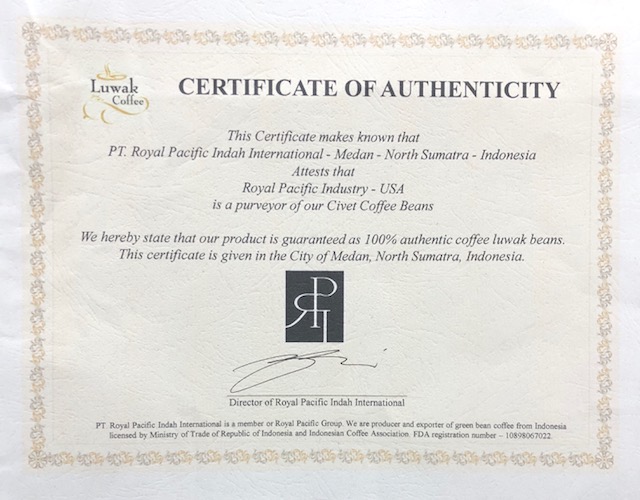 Luwak
Coffee
CERTIFICATE OF AUTHENTICITY
This Certificate makes known that
PT. Royal Pacific Indah International - Medan - North Sumatra - Indonesia
Attests that
Royal Pacific Industry - USA
is a purveyor of our Civet Coffee Beans
We hereby state that our product is guaranteed as 100% authentic coffee luwak beans.
This certificate is given in the City of Medan, North Sumatra, Indonesia.
RPI
Director of Royal Pacific Indah International
PT. Royal Pacific Indah International is a member or Royal Pacific Group. We are producer and exporter of green bean coffee from Indonesia
licensed by Ministry of Trade of Republic of Indonesia and Indonesian Coffee Association. FDA registration number – 10898067022.